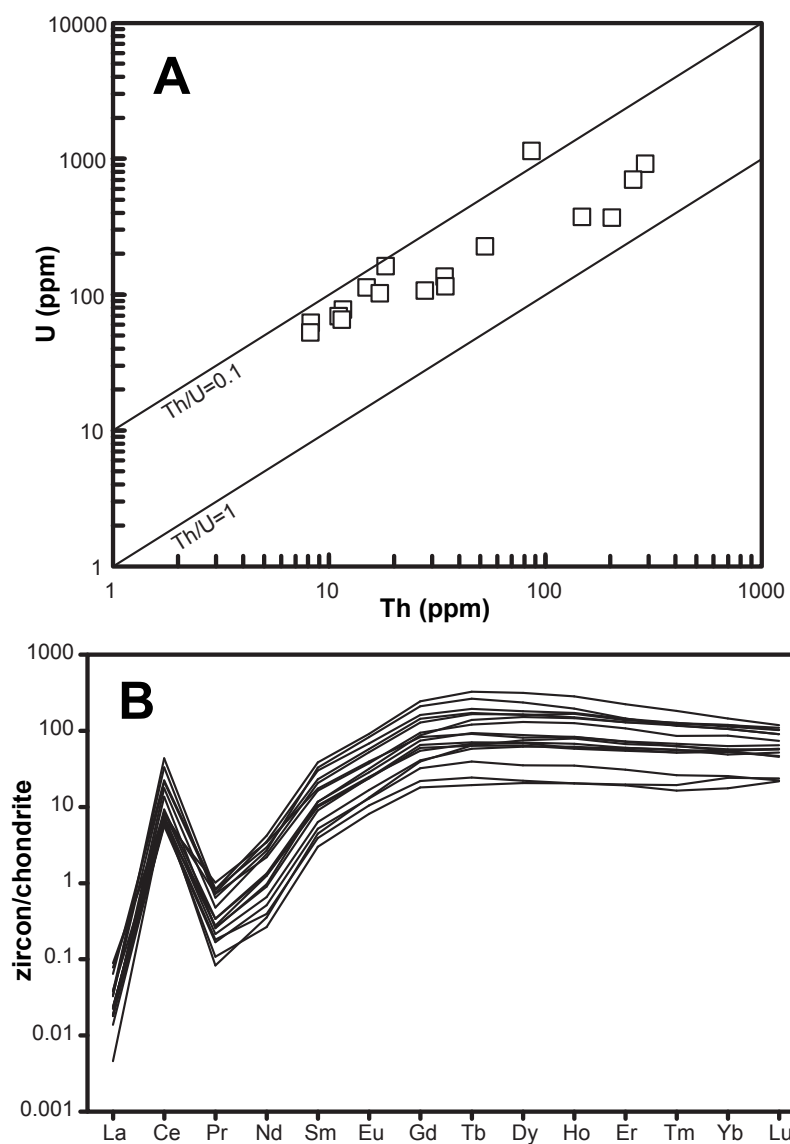 10000
A
1000
U (ppm)
100
Th/U=0.1
10
Th/U=1
1
1 10 100 1000
Th (ppm)
1000
B
100
10
zircon/chondrite
1
0.1
0.01
0.001
La Ce Pr Nd Sm Eu Gd Tb Dy Ho Er Tm Yb Lu